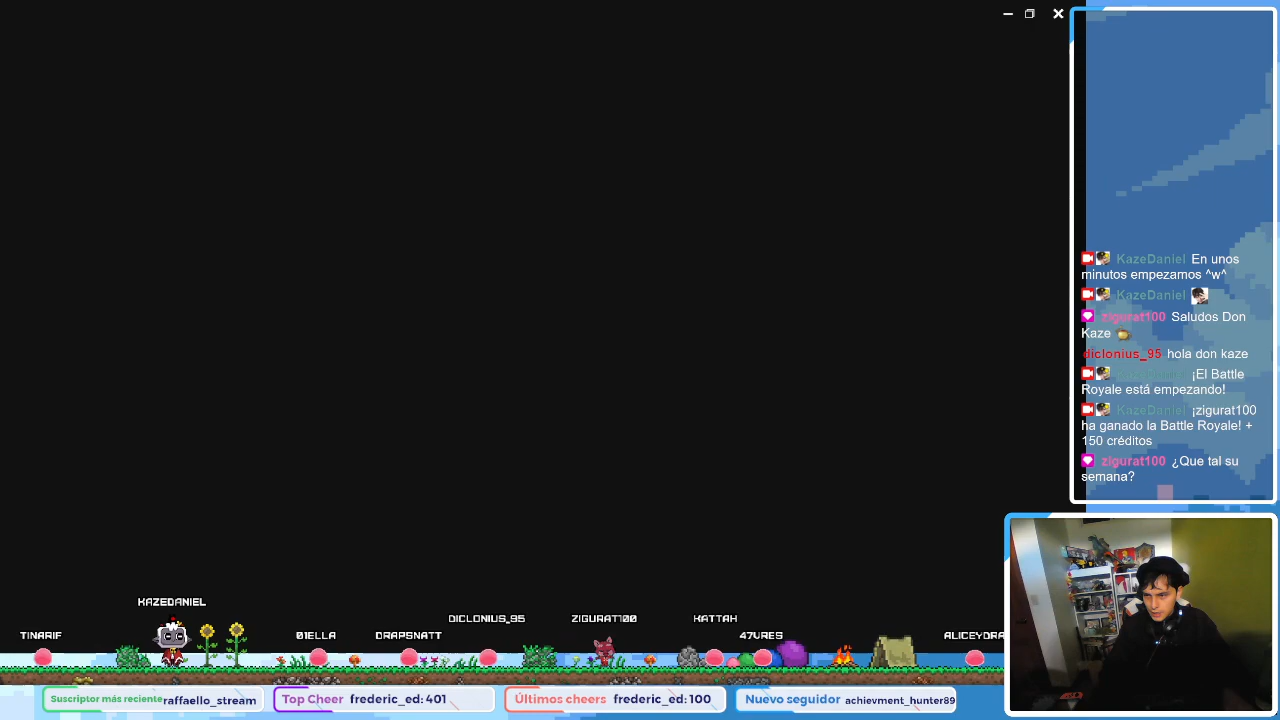 KazeDaniel En unos
minutos empezamos ^w^
KazeDaniel
zigurat100 Saludos Don
Kaze
diclonius_95 hola don kaze
¡El Battle
Royale está empezando!
KazeDaniel ¡zigurat100
ha ganado la Battle Royale! +
150 créditos
zigurat100 ¿Que tal su
semana?
KAZEDANIEL
DICLONIUS_95
ZIGURAT100
KATTAH
TINARIF
01ELLA
DRAPSNATT
47VRES
ALICEYDRA
Suscriptor más reciente raffaello_stream
Top Cheer frederic_ed: 401
Últimos cheers frederic_ed: 100
Nuevo seguidor achievment_hunter89